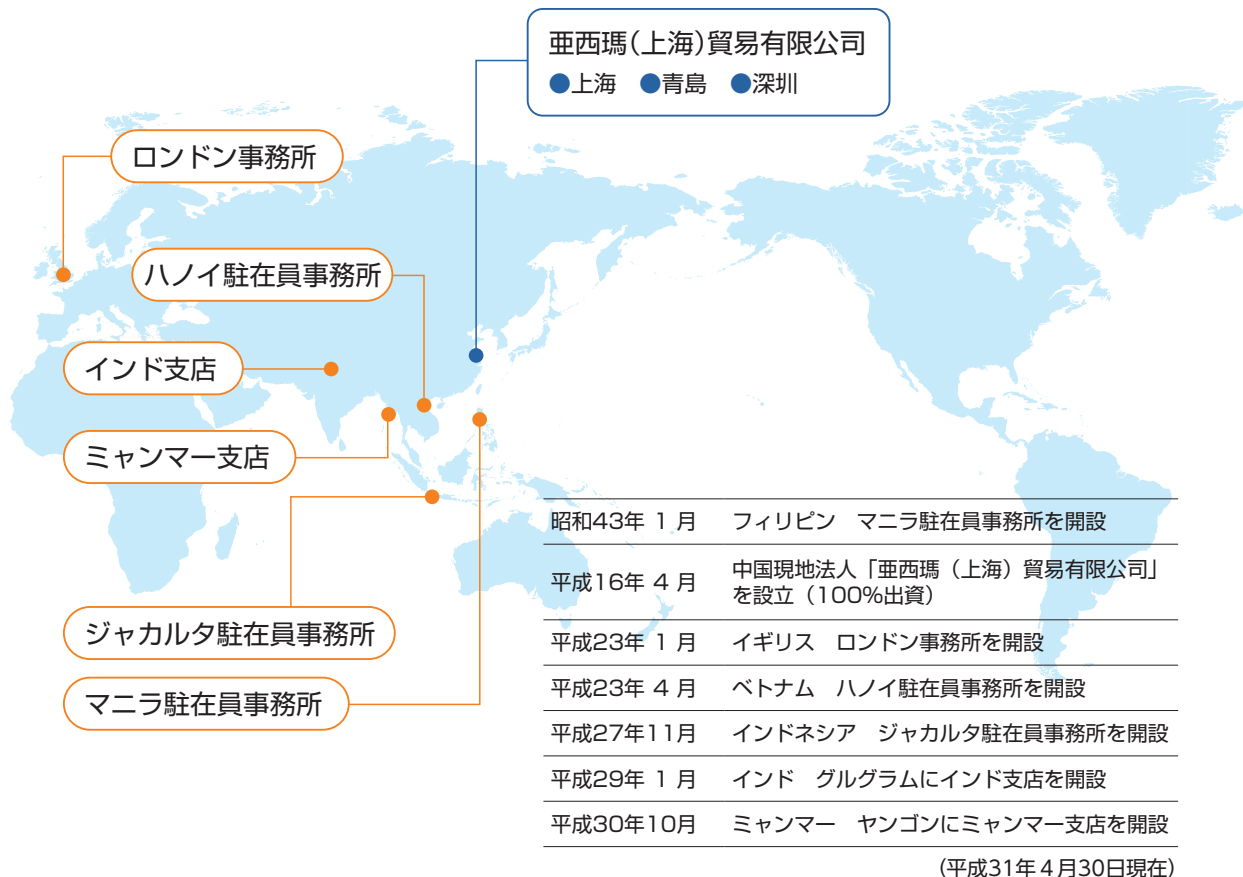 亜西瑪(上海)貿易有限公司
●上海 ●青島 ●深圳
ロンドン事務所
ハノイ駐在員事務所
インド支店
ミャンマー支店
ジャカルタ駐在員事務所
マニラ駐在員事務所
昭和43年 1 月 フィリピン マニラ駐在員事務所を開設
平成16年 4 月 中国現地法人「亜西瑪(上海)貿易有限公司」
を設立(100%出資)
平成23年 1 月 イギリス ロンドン事務所を開設
平成23年 4 月 ベトナム ハノイ駐在員事務所を開設
平成27年11月 インドネシア ジャカルタ駐在員事務所を開設
平成29年 1 月 インド グルグラムにインド支店を開設
平成30年10月 ミャンマー ヤンゴンにミャンマー支店を開設
(平成31年4月30日現在)